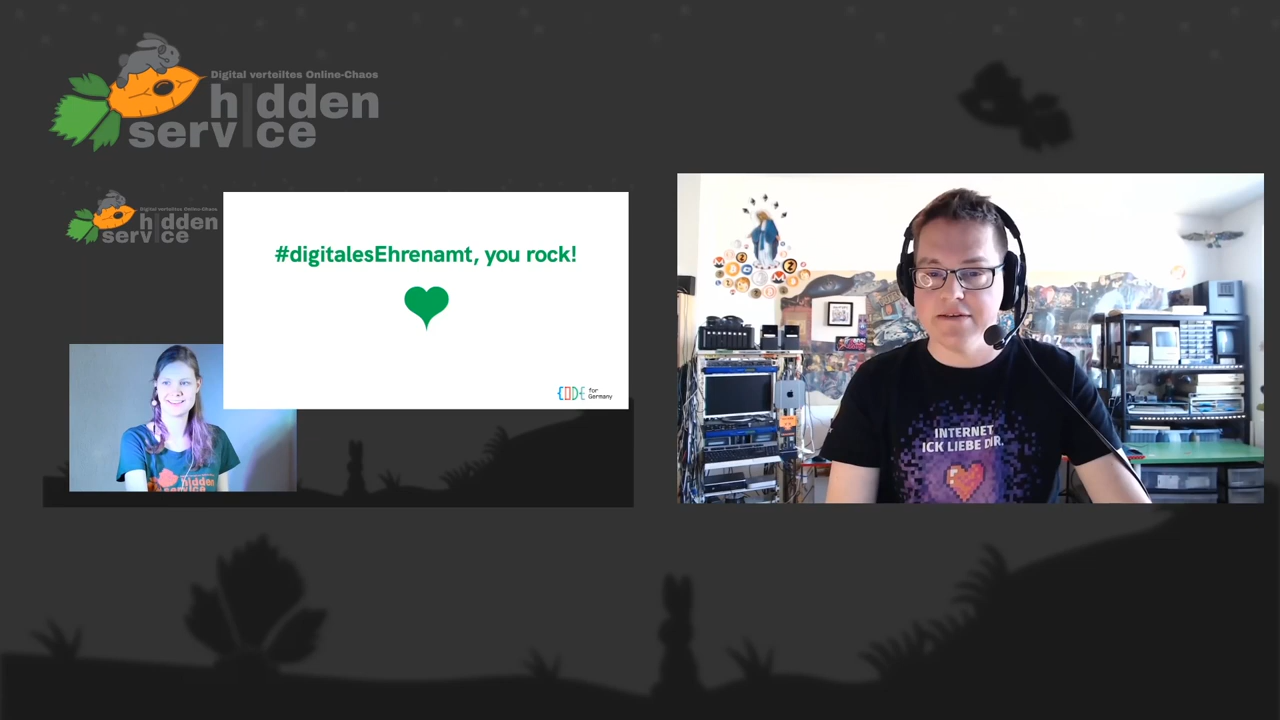 Digital verteiltes Online-Chaos
hidden
service
Digital verteiltes Online-Chaos
hidden
service
#digitalesEhrenamt, you rock!
CODE for
Germany
hidden
service
INTERNET
ICH LIEBE DIR.